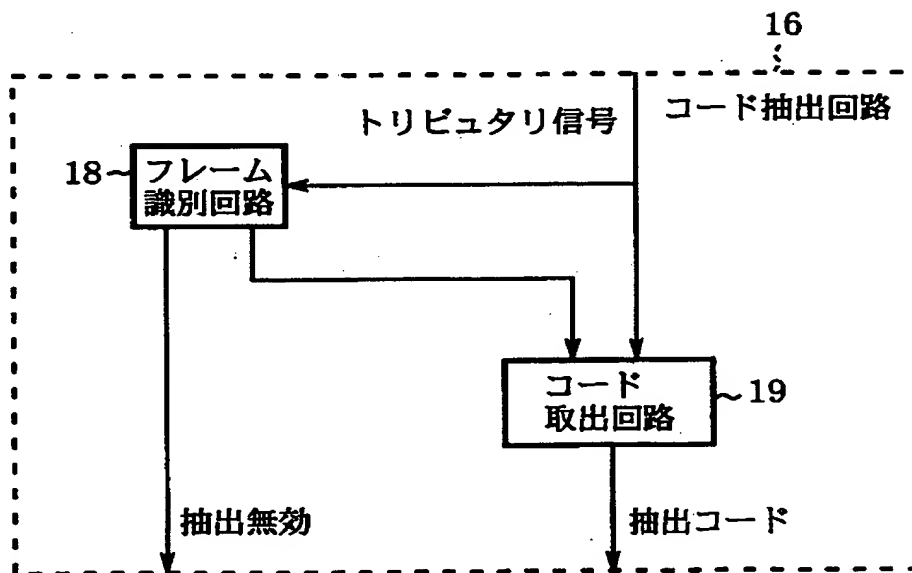 16
コード抽出回路
トリビュタリ信号
18
フレーム
識別回路
コード
取出回路
19
抽出無効
抽出コード